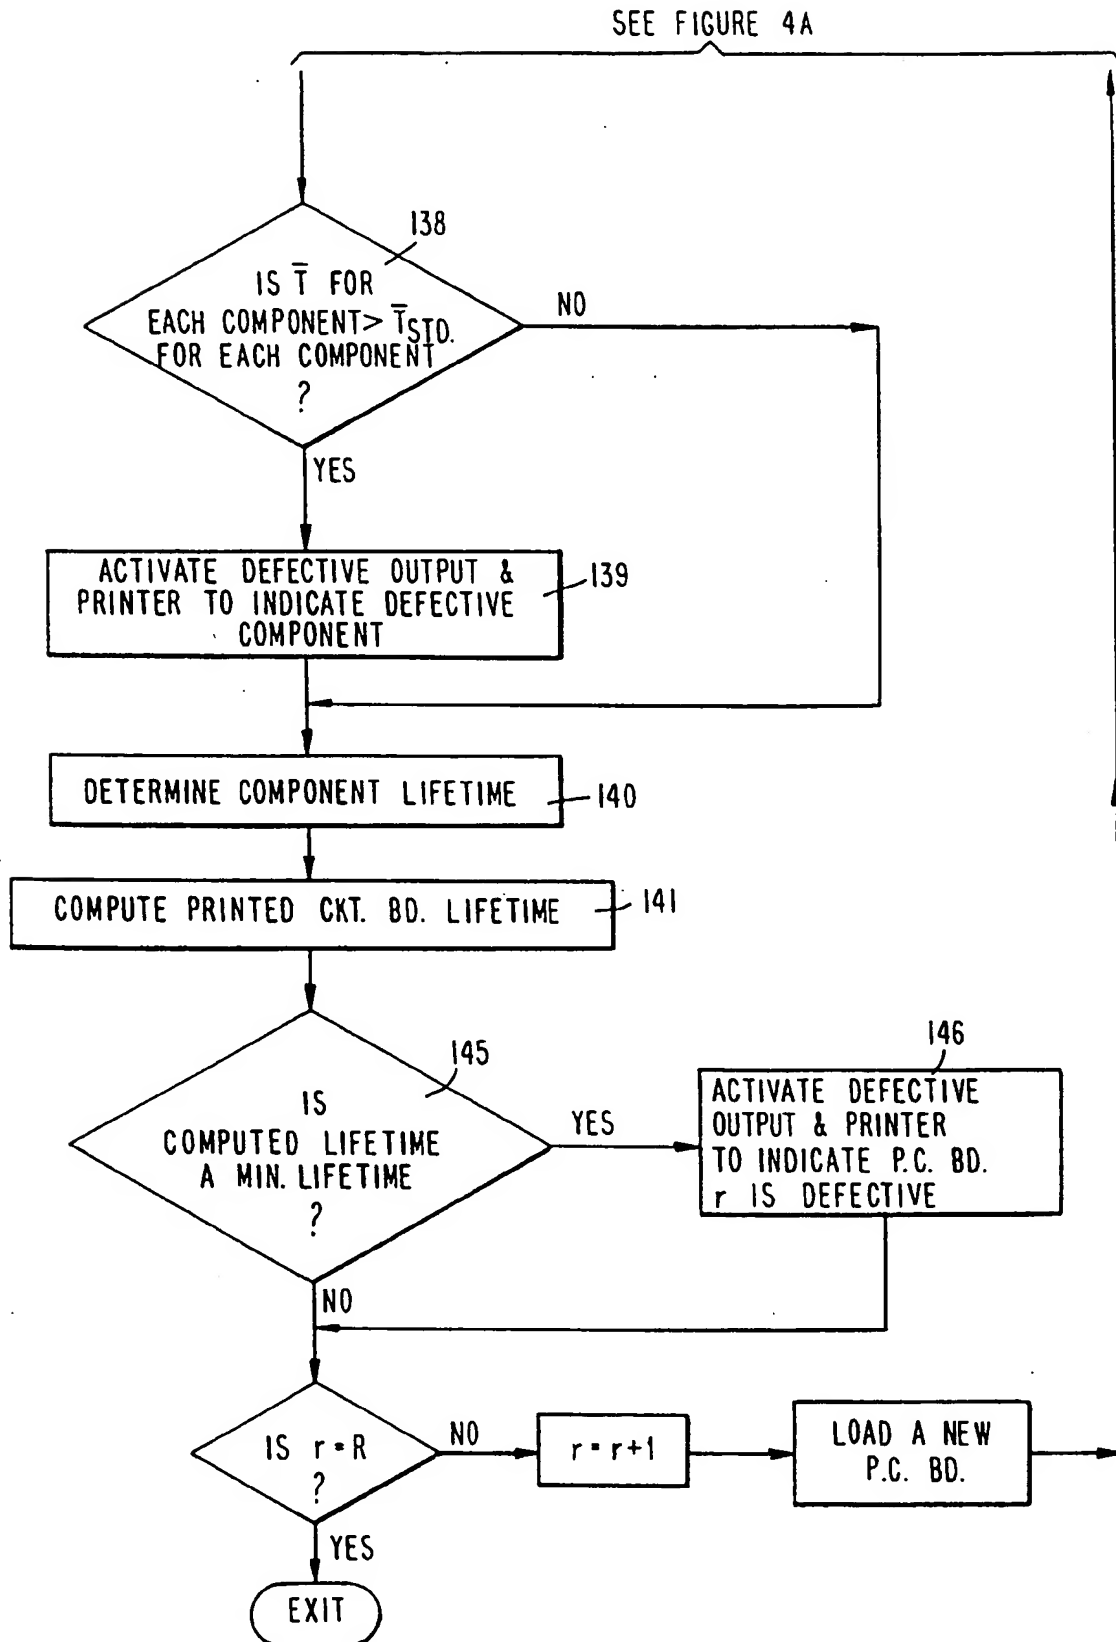 SEE FIGURE 4A
138
IS T̅ FOR
EACH COMPONENT> T̅STD.
FOR EACH COMPONENT
?
NO
YES
ACTIVATE DEFECTIVE OUTPUT &
PRINTER TO INDICATE DEFECTIVE
COMPONENT
139
DETERMINE COMPONENT LIFETIME
140
COMPUTE PRINTED CKT. BD. LIFETIME
141
145
IS
COMPUTED LIFETIME
A MIN. LIFETIME
?
YES
NO
146
ACTIVATE DEFECTIVE
OUTPUT & PRINTER
TO INDICATE P.C. BD.
r IS DEFECTIVE
IS r=R
?
NO
YES
r=r+1
LOAD A NEW
P.C. BD.
EXIT